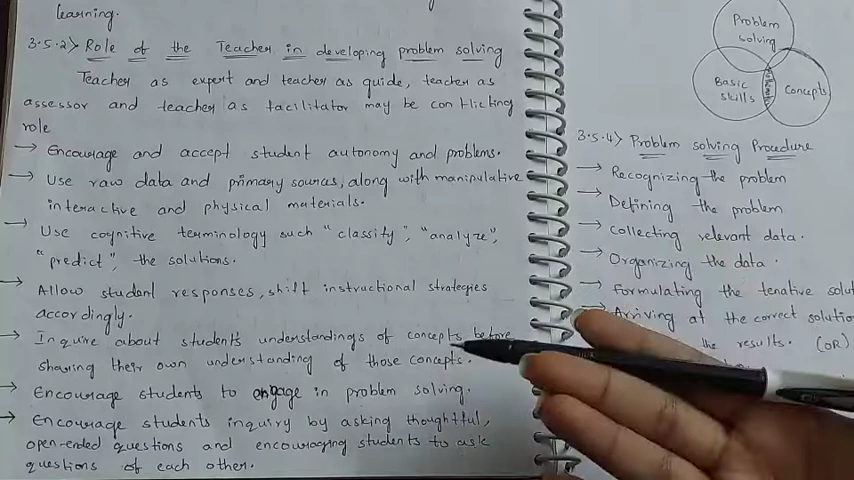 learning.
3.5.2> Role of the Teacher in developing problem solving
Teacher as expert and teacher as guide, teacher as
assessor and teacher as facilitator may be conflicting
role
→ Encourage and accept student autonomy and problems.
→ Use raw data and primary sources, along with manipulative
interactive and physical materials.
→ Use cognitive terminology such "classify", "analyze",
"predict", the solutions.
→ Allow student responses, shift instructional strategies
accordingly.
→ Inquire about students understandings of concepts before
sharing their own understanding of those concepts.
→ Encourage students to engage in problem solving.
→ Encourage students inquiry by asking thoughtful,
open-ended questions and encouraging students to ask
questions of each other.
Problem
solving
Basic
skills
Concepts
3.5.4> Problem solving Procedure
→ Recognizing the problem
→ Defining the problem
→ Collecting relevant data.
→ Organizing the data.
→ Formulating the tenative
Arriving at the correct
the results. (OR)